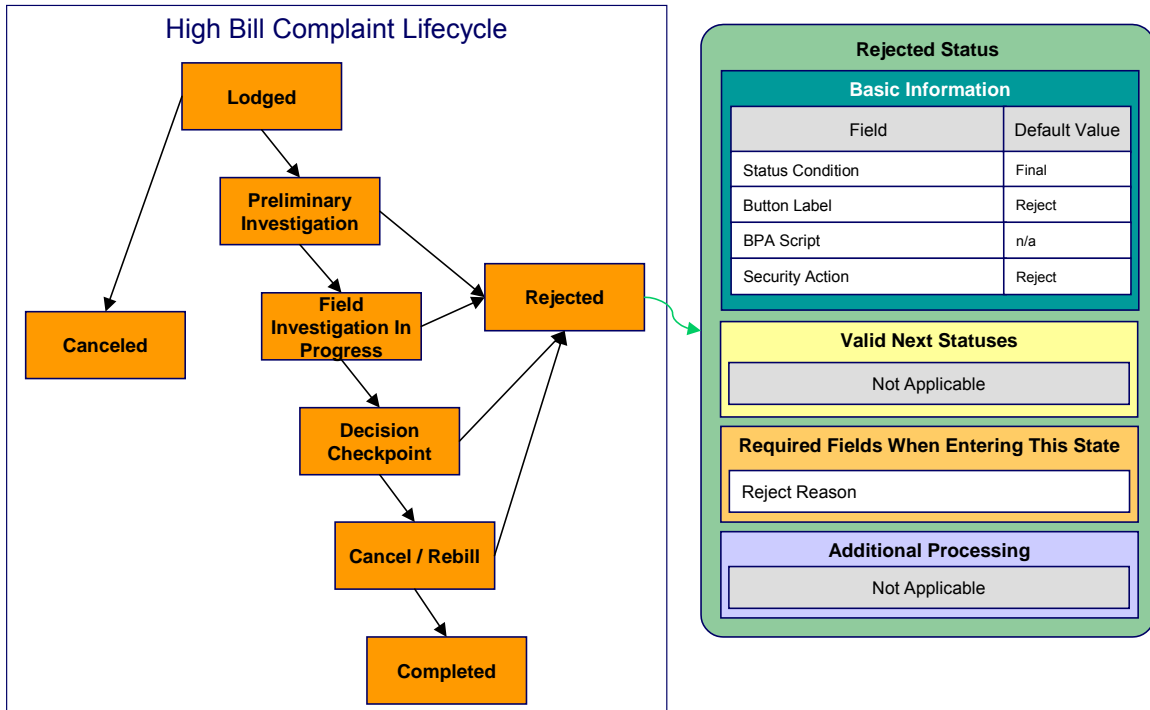 High Bill Complaint Lifecycle
Lodged
Preliminary
Investigation
Field
Investigation In
Progress
Rejected
Canceled
Decision
Checkpoint
Cancel / Rebill
Completed
Rejected Status
Basic Information
Field Default Value
Status Condition Final
Button Label Reject
BPA Script n/a
Security Action Reject
Valid Next Statuses
Not Applicable
Required Fields When Entering This State
Reject Reason
Additional Processing
Not Applicable